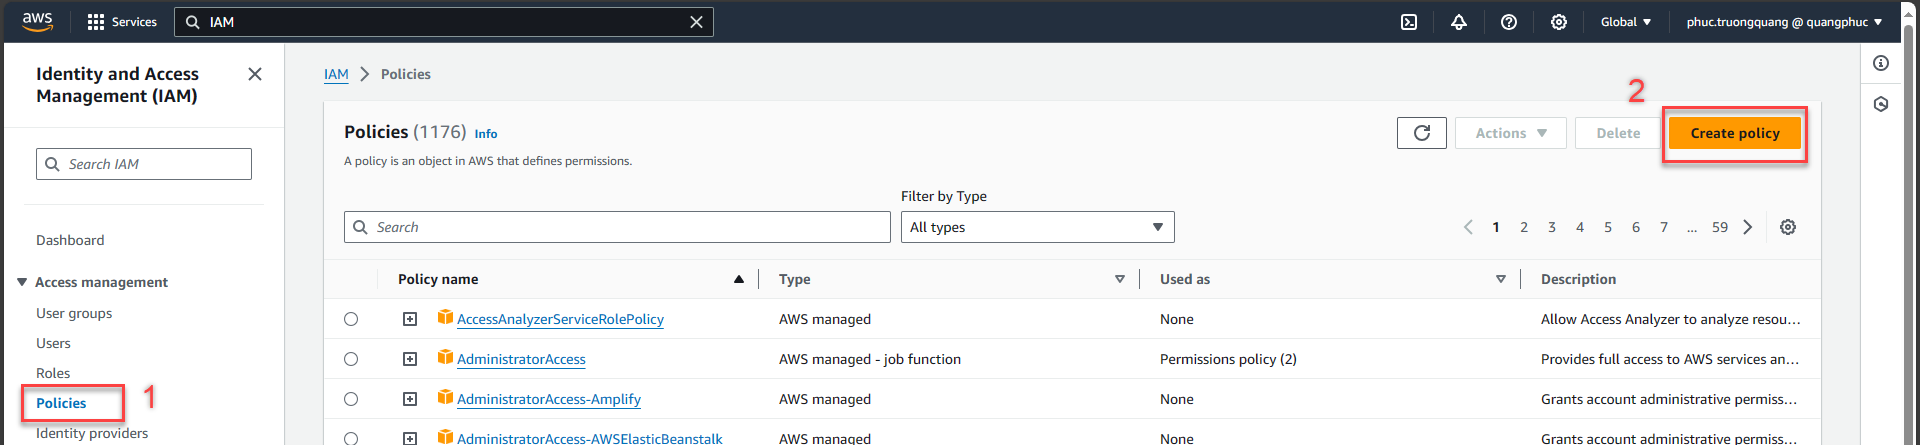 aws Services IAM Global phuc.truongquang @ quangphuc
Identity and Access
Management (IAM)
Search IAM
Dashboard
Access management
User groups
Users
Roles
Policies 1
Identity providers
IAM > Policies
Policies (1176) Info
A policy is an object in AWS that defines permissions.
2
Actions Delete Create policy
Filter by Type
Search All types 1 2 3 4 5 6 7 ... 59
Policy name Type Used as Description
AccessAnalyzerServiceRolePolicy AWS managed None Allow Access Analyzer to analyze resou...
AdministratorAccess AWS managed - job function Permissions policy (2) Provides full access to AWS services an...
AdministratorAccess-Amplify AWS managed None Grants account administrative permiss...
AdministratorAccess-AWSElasticBeanstalk AWS managed None Grants account administrative permiss...